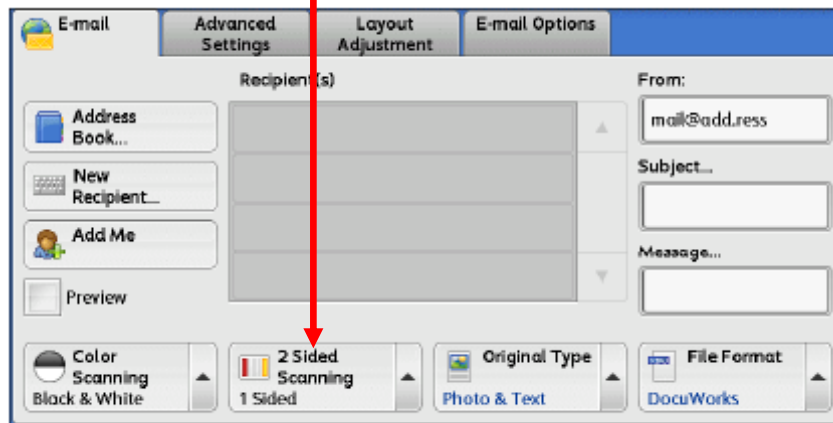 E-mail
Advanced
Settings
Layout
Adjustment
E-mail Options
Recipient(s)
From:
Address
Book...
mail@add.ress
New
Recipient...
Subject...
Add Me
Message...
Preview
Color
Scanning
Black & White
2 Sided
Scanning
1 Sided
Original Type
Photo & Text
File Format
DocuWorks